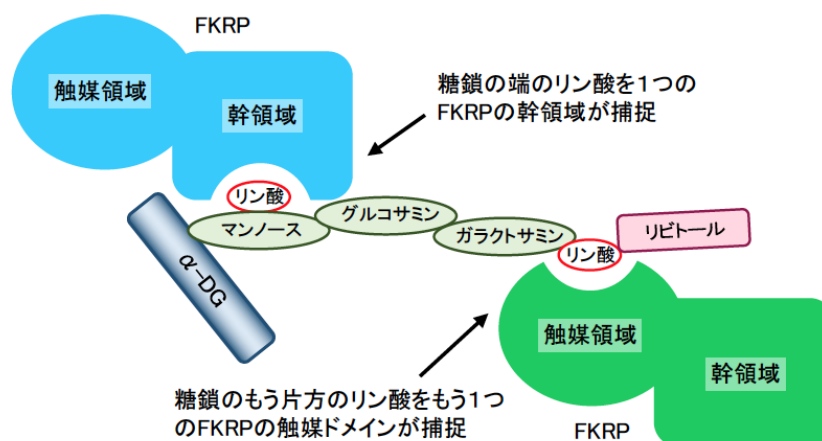 FKRP
触媒領域
幹領域
糖鎖の端のリン酸を1つの
FKRPの幹領域が捕捉
リン酸
マンノース
グルコサミン
ガラクトサミン
リン酸
リビトール
α-DG
触媒領域
幹領域
糖鎖のもう片方のリン酸をもう1つ
のFKRPの触媒ドメインが捕捉
FKRP